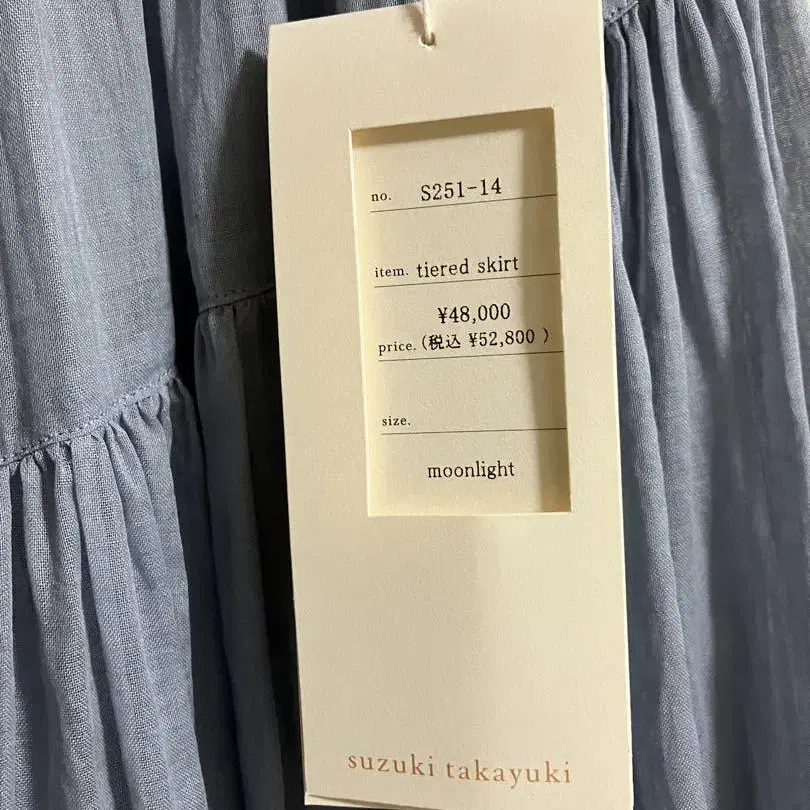 no. S251-14
item. tiered skirt
¥48,000
price. (税込 ¥52,800 )
size.
moonlight
suzuki takayuki